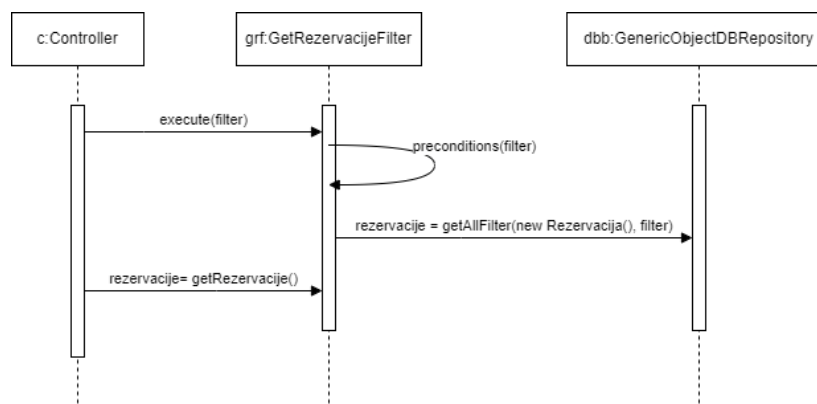 c:Controller
grf:GetRezervacijeFilter
dbb:GenericObjectDBRepository
execute(filter)
preconditions(filter)
rezervacije = getAllFilter(new Rezervacija(), filter)
rezervacije= getRezervacije()